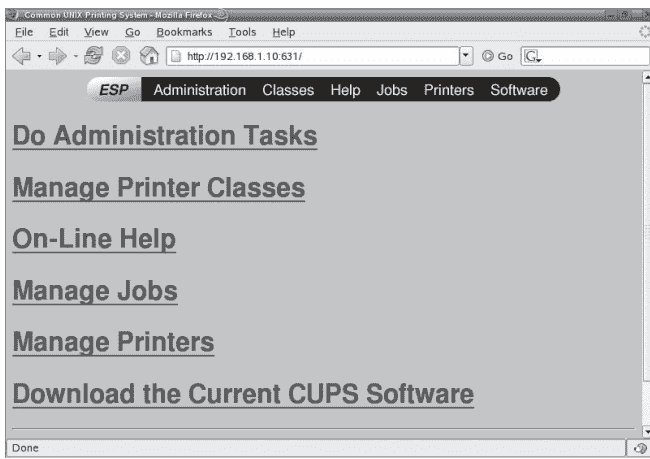 Common UNIX Printing System - Mozilla Firefox
File Edit View Go Bookmarks Tools Help
http://192.168.1.10:631/ Go G
ESP Administration Classes Help Jobs Printers Software
Do Administration Tasks
Manage Printer Classes
On-Line Help
Manage Jobs
Manage Printers
Download the Current CUPS Software
Done